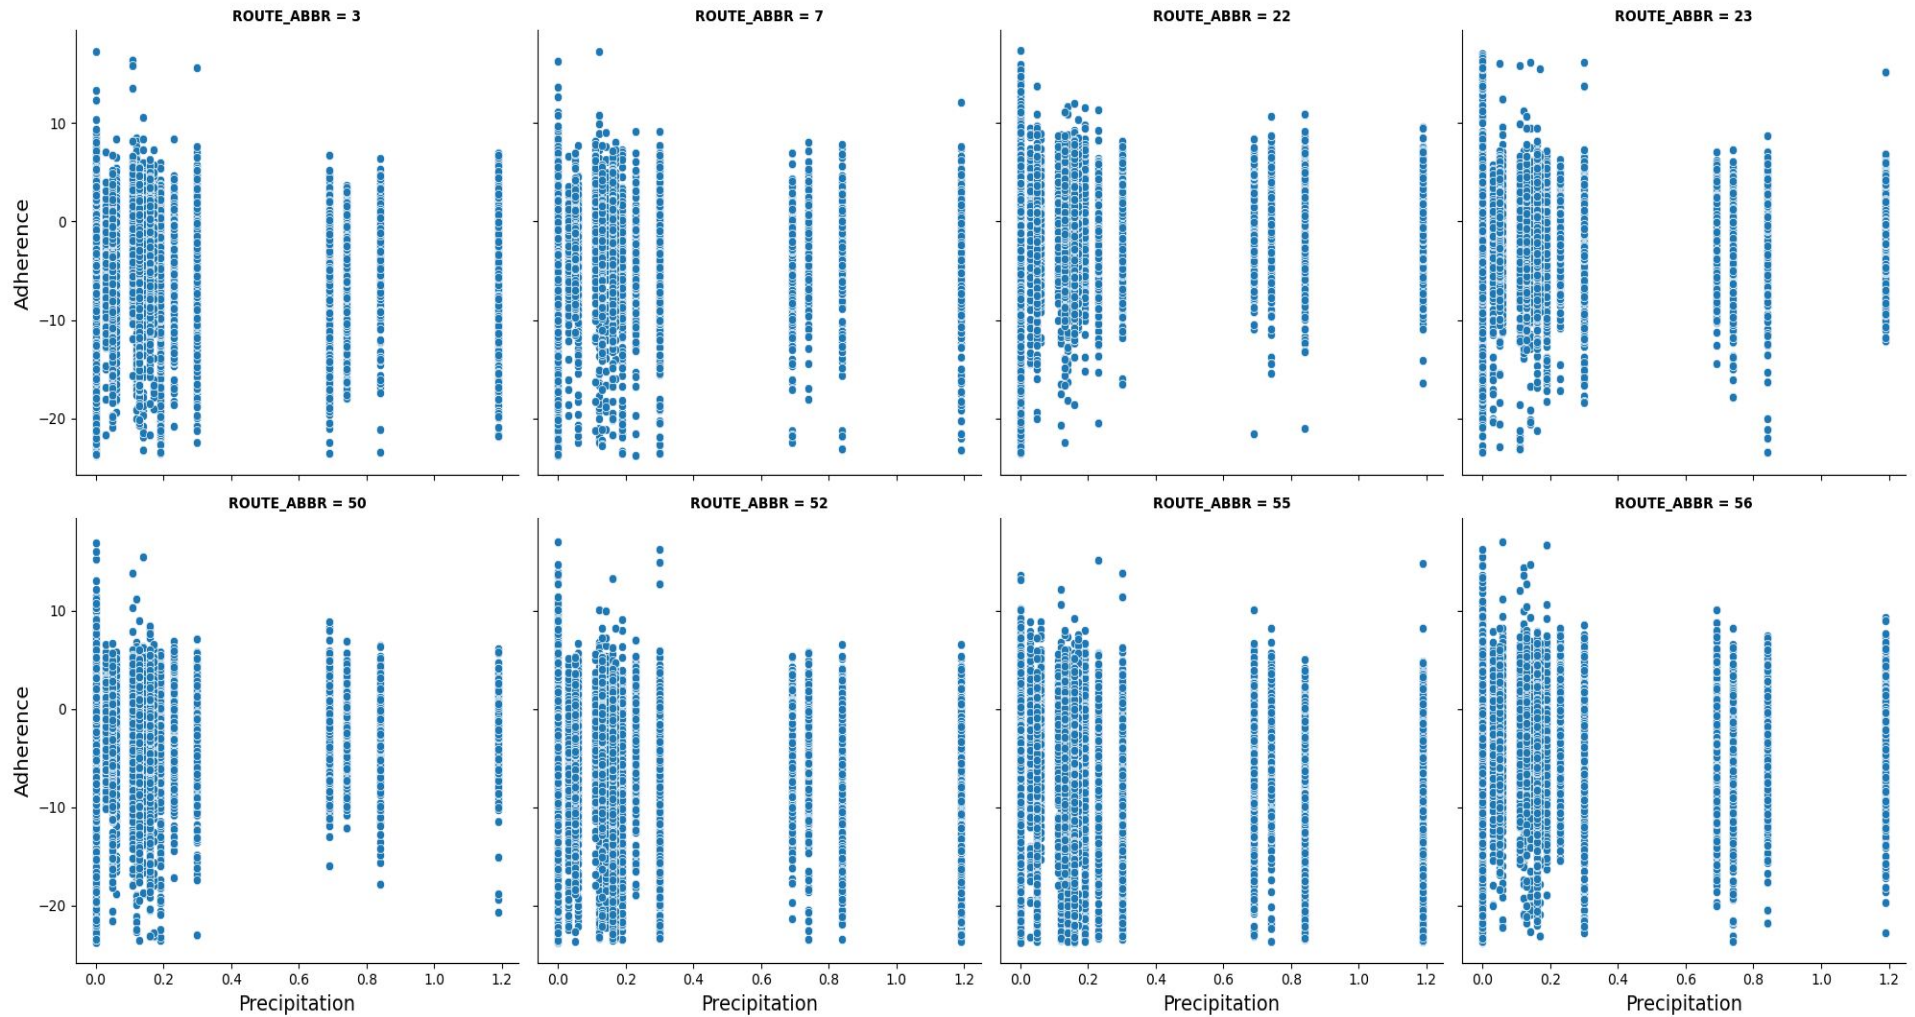 ROUTE_ABBR = 3
ROUTE_ABBR = 7
ROUTE_ABBR = 22
ROUTE_ABBR = 23
10
0
−10
−20
Adherence
ROUTE_ABBR = 50
ROUTE_ABBR = 52
ROUTE_ABBR = 55
ROUTE_ABBR = 56
10
0
−10
−20
Adherence
0.0 0.2 0.4 0.6 0.8 1.0 1.2
0.0 0.2 0.4 0.6 0.8 1.0 1.2
0.0 0.2 0.4 0.6 0.8 1.0 1.2
0.0 0.2 0.4 0.6 0.8 1.0 1.2
Precipitation
Precipitation
Precipitation
Precipitation